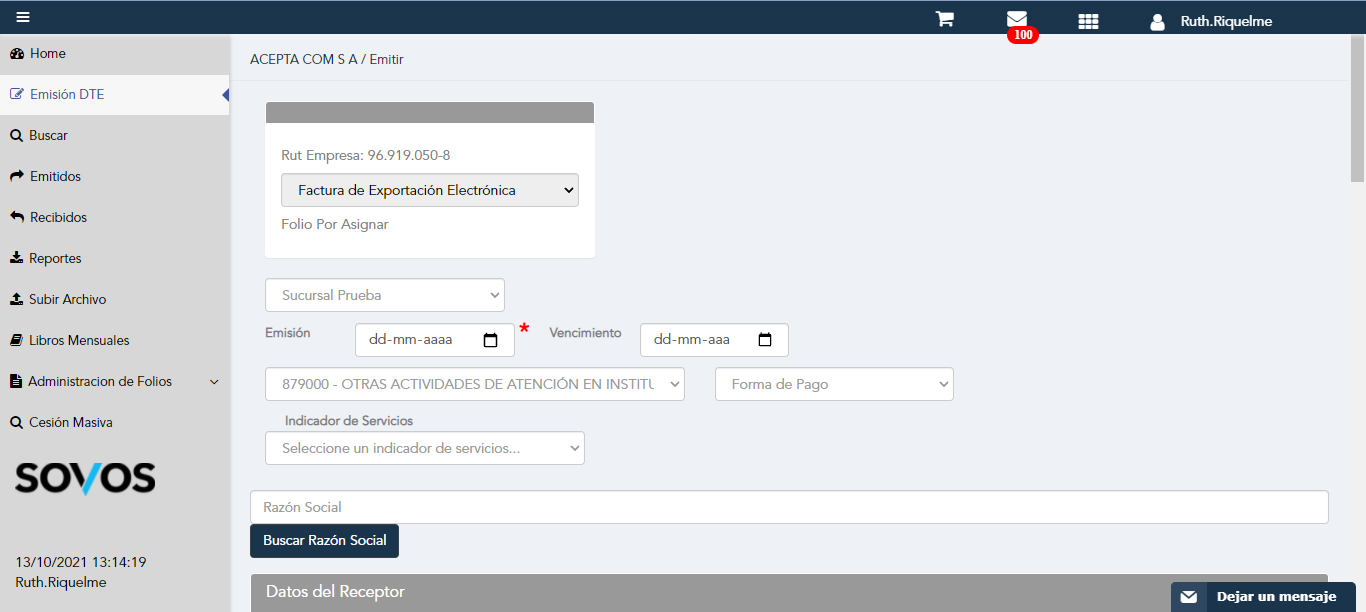 Ruth.Riquelme
100
Home
ACEPTA COM S A / Emitir
Emisión DTE
Buscar
Emitidos
Recibidos
Reportes
Subir Archivo
Libros Mensuales
Administracion de Folios
Cesión Masiva
SOVOS
13/10/2021 13:14:19
Ruth.Riquelme
Rut Empresa: 96.919.050-8
Factura de Exportación Electrónica
Folio Por Asignar
Sucursal Prueba
Emisión dd-mm-aaaa * Vencimiento dd-mm-aaa
879000 - OTRAS ACTIVIDADES DE ATENCIÓN EN INSTITU Forma de Pago
Indicador de Servicios
Seleccione un indicador de servicios...
Razón Social
Buscar Razón Social
Datos del Receptor
Dejar un mensaje